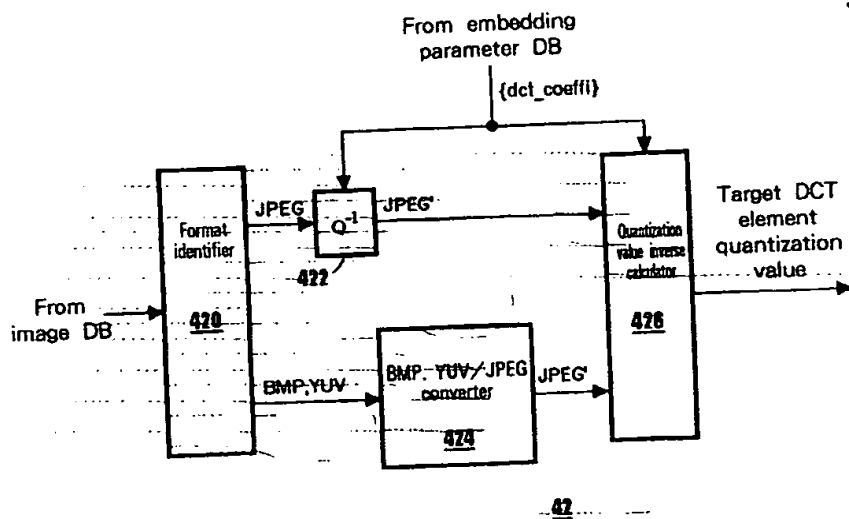 From embedding
parameter DB
{dct_coeffi}
Format
identifier
420
JPEG
Q⁻¹
422
JPEG'
Quantization
value inverse
calculator
426
Target DCT
element
quantization
value
From
image DB
BMP,YUV
BMP. YUV/JPEG
converter
424
JPEG'
42